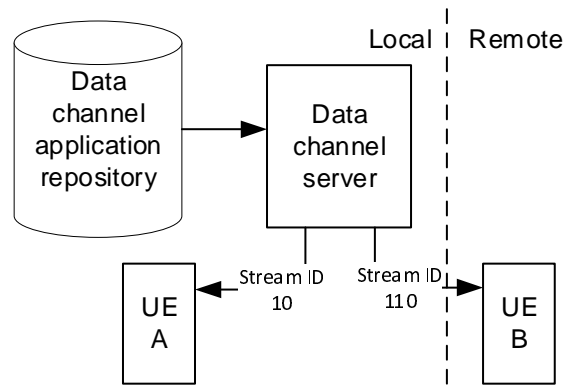 Local
Remote
Data
channel
application
repository
Data
channel
server
Stream ID
10
Stream ID
110
UE
A
UE
B